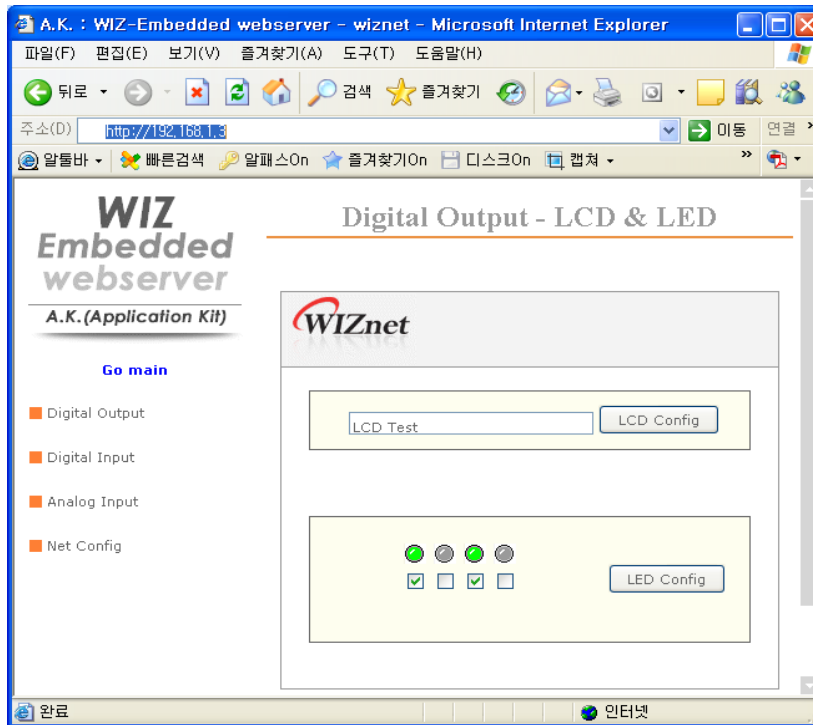 A.K. : WIZ-Embedded webserver - wiznet - Microsoft Internet Explorer
파일(F) 편집(E) 보기(V) 즐겨찾기(A) 도구(T) 도움말(H)
뒤로 검색 즐겨찾기
주소(D) http://192.168.1.3 이동 연결 »
알툴바 빠른검색 알패스On 즐겨찾기On 디스크On 캡쳐 »
WIZ
Embedded
webserver
A.K.(Application Kit)
Go main
Digital Output
Digital Input
Analog Input
Net Config
Digital Output - LCD & LED
WIZnet
LCD Test LCD Config
LED Config
완료 인터넷